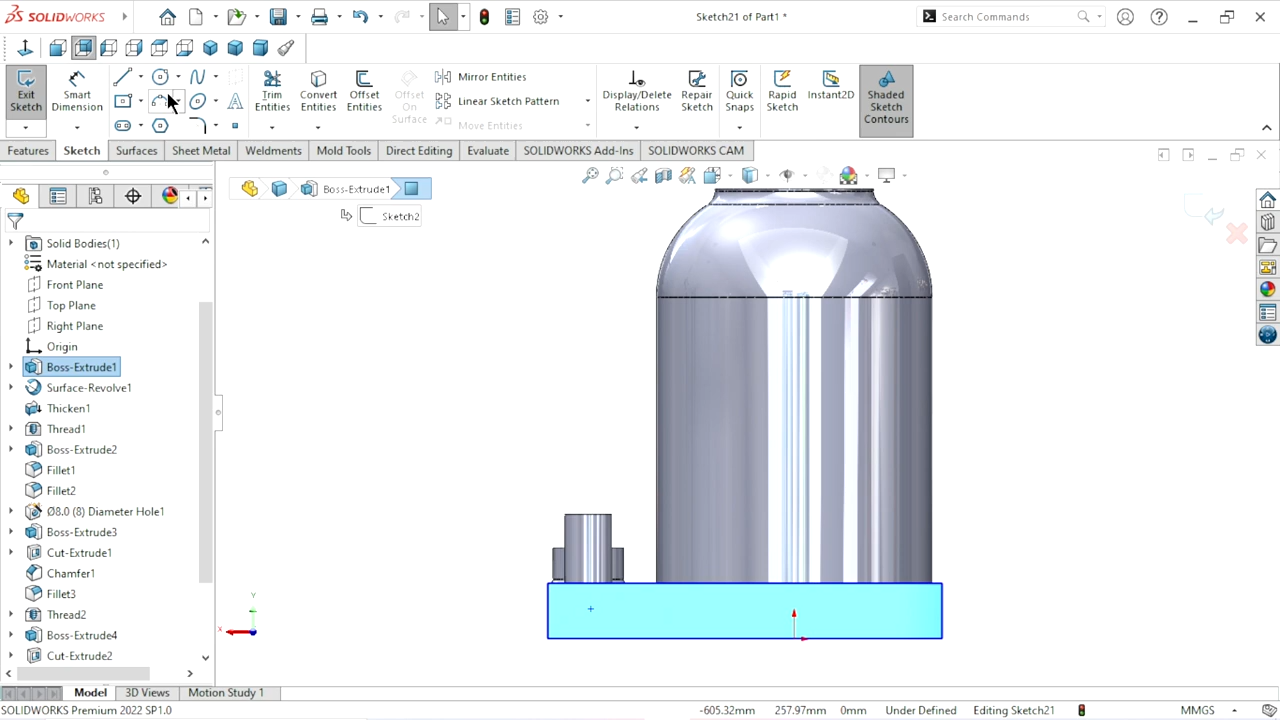 SOLIDWORKS
Sketch21 of Part1 *
Search Commands
Exit Sketch
Smart Dimension
Trim Entities
Convert Entities
Offset Entities
Offset On Surface
Mirror Entities
Linear Sketch Pattern
Move Entities
Display/Delete Relations
Repair Sketch
Quick Snaps
Rapid Sketch
Instant2D
Shaded Sketch Contours
Features
Sketch
Surfaces
Sheet Metal
Weldments
Mold Tools
Direct Editing
Evaluate
SOLIDWORKS Add-Ins
SOLIDWORKS CAM
Boss-Extrude1
Sketch2
Solid Bodies(1)
Material <not specified>
Front Plane
Top Plane
Right Plane
Origin
Boss-Extrude1
Surface-Revolve1
Thicken1
Thread1
Boss-Extrude2
Fillet1
Fillet2
Ø8.0 (8) Diameter Hole1
Boss-Extrude3
Cut-Extrude1
Chamfer1
Fillet3
Thread2
Boss-Extrude4
Cut-Extrude2
Y
X
Model
3D Views
Motion Study 1
SOLIDWORKS Premium 2022 SP1.0
-605.32mm
257.97mm
0mm
Under Defined
Editing Sketch21
MMGS